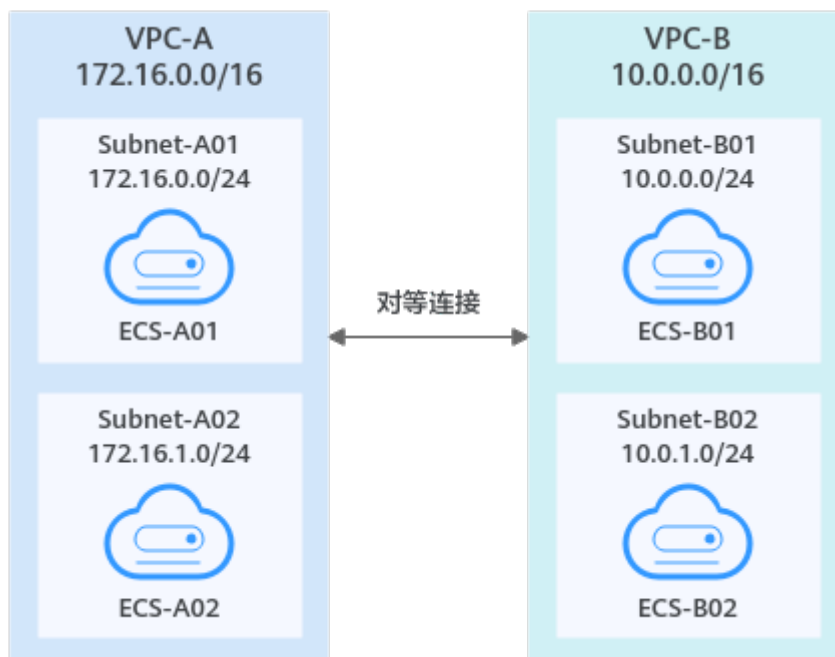 VPC-A
172.16.0.0/16
Subnet-A01
172.16.0.0/24
ECS-A01
Subnet-A02
172.16.1.0/24
ECS-A02
对等连接
VPC-B
10.0.0.0/16
Subnet-B01
10.0.0.0/24
ECS-B01
Subnet-B02
10.0.1.0/24
ECS-B02